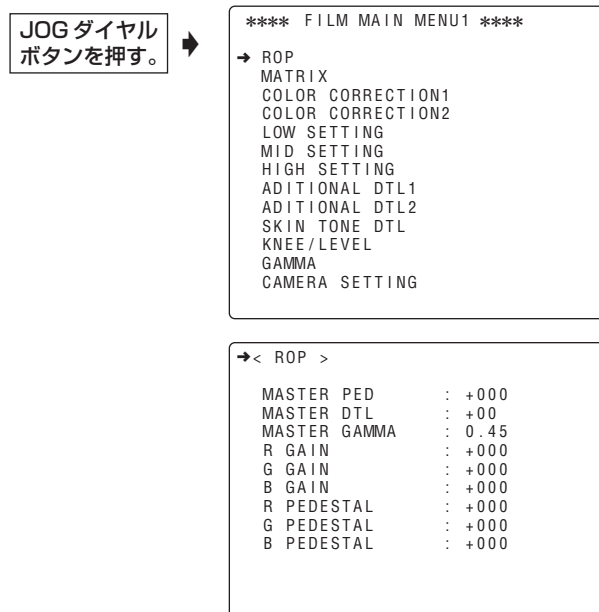 JOG ダイヤル
ボタンを押す。
**** FILM MAIN MENU1 ****
→ ROP
MATRIX
COLOR CORRECTION1
COLOR CORRECTION2
LOW SETTING
MID SETTING
HIGH SETTING
ADITIONAL DTL1
ADITIONAL DTL2
SKIN TONE DTL
KNEE/LEVEL
GAMMA
CAMERA SETTING
→< ROP >
MASTER PED : +000
MASTER DTL : +00
MASTER GAMMA : 0.45
R GAIN : +000
G GAIN : +000
B GAIN : +000
R PEDESTAL : +000
G PEDESTAL : +000
B PEDESTAL : +000